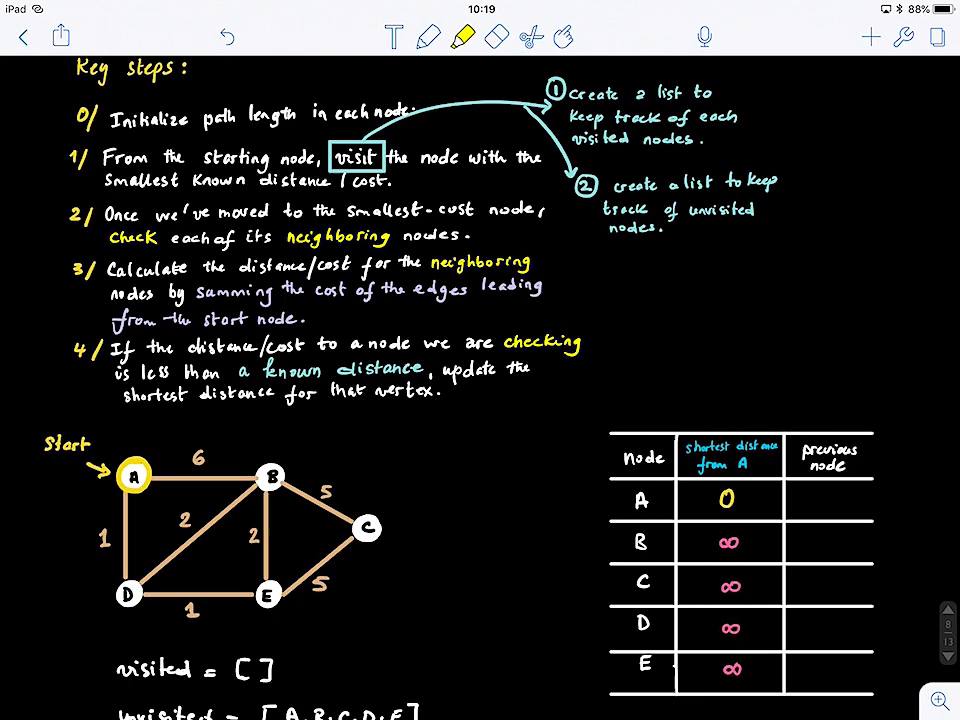 iPad
10:19
88%
Key steps:
0/ Initialize path length in each node.
1/ From the starting node, visit the node with the
smallest known distance/cost.
2/ Once we've moved to the smallest-cost node,
check each of its neighboring nodes.
3/ Calculate the distance/cost for the neighboring
nodes by summing the cost of the edges leading
from the start node.
4/ If the distance/cost to a node we are checking
is less than a known distance, update the
shortest distance for that vertex.
1 Create a list to
keep track of each
visited nodes.
2 create a list to keep
track of unvisited
nodes.
Start
A 6 B
5
C
1 2 2
5
D 1 E
visited = []
unvisited = [A,B,C,D,E]
Node shortest distance from A previous node
A 0
B ∞
C ∞
D ∞
E ∞
8
13